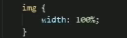 img {
    width: 100%;
}